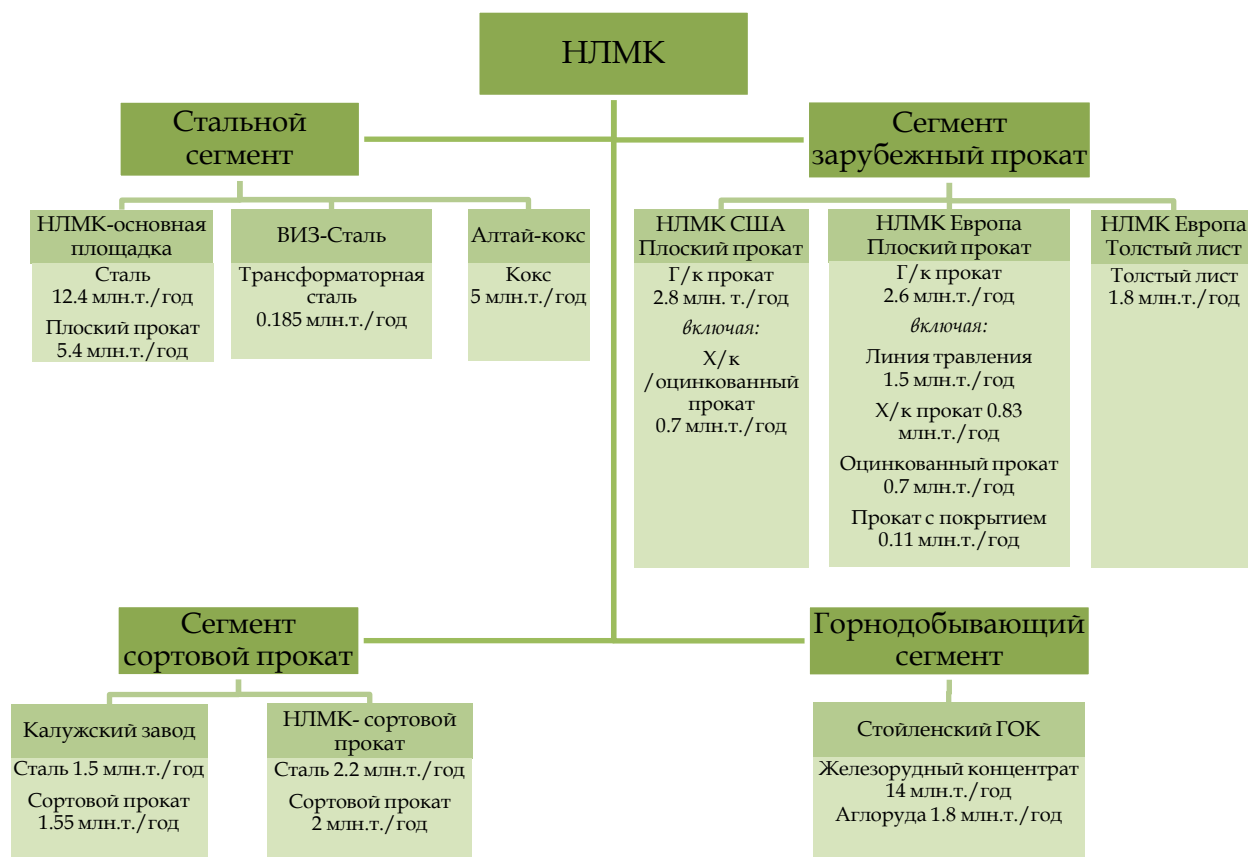 НЛМК
Стальной
сегмент
Сегмент
зарубежный прокат
НЛМК-основная
площадка
Сталь
12.4 млн.т./год
Плоский прокат
5.4 млн.т./год
ВИЗ-Сталь
Трансформаторная
сталь
0.185 млн.т./год
Алтай-кокс
Кокс
5 млн.т./год
НЛМК США
Плоский прокат
Г/к прокат
2.8 млн. т./год
включая:
Х/к
/оцинкованный
прокат
0.7 млн.т./год
НЛМК Европа
Плоский прокат
Г/к прокат
2.6 млн.т./год
включая:
Линия травления
1.5 млн.т./год
Х/к прокат 0.83
млн.т./год
Оцинкованный прокат
0.7 млн.т./год
Прокат с покрытием
0.11 млн.т./год
НЛМК Европа
Толстый лист
Толстый лист
1.8 млн.т./год
Сегмент
сортовой прокат
Горнодобывающий
сегмент
Калужский завод
Сталь 1.5 млн.т./год
Сортовой прокат
1.55 млн.т./год
НЛМК- сортовой
прокат
Сталь 2.2 млн.т./год
Сортовой прокат
2 млн.т./год
Стойленский ГОК
Железорудный концентрат
14 млн.т./год
Аглоруда 1.8 млн.т./год